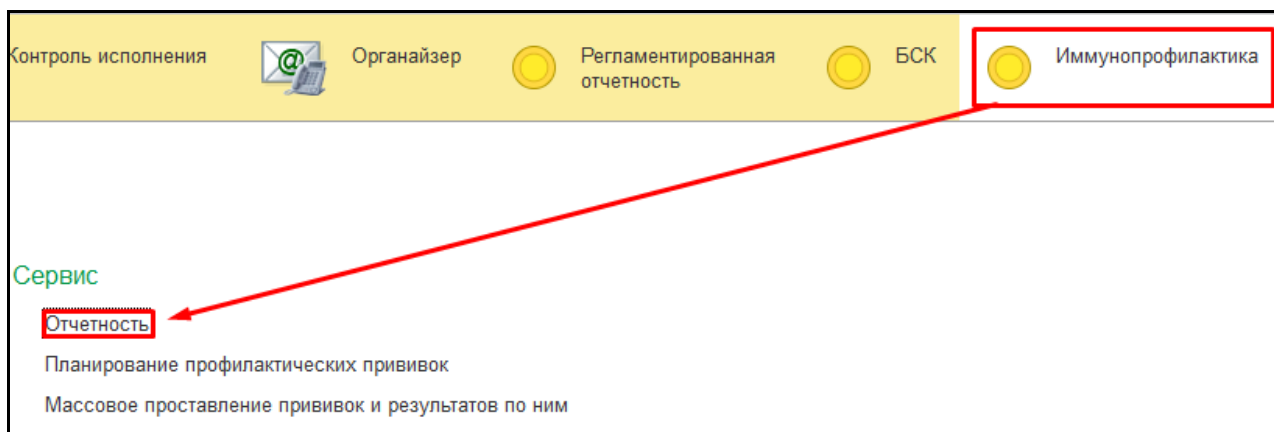 Контроль исполнения
Органайзер
Регламентированная
отчетность
БСК
Иммунопрофилактика
Сервис
Отчетность
Планирование профилактических прививок
Массовое проставление прививок и результатов по ним